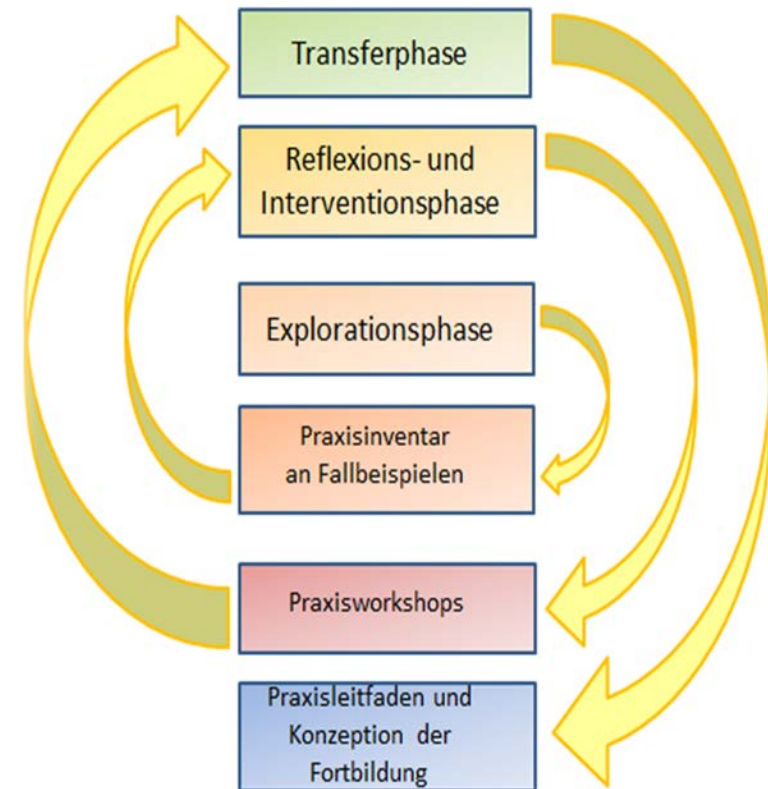 Transferphase
Reflexions- und
Interventionsphase
Explorationsphase
Praxisinventar
an Fallbeispielen
Praxisworkshops
Praxisleitfaden und
Konzeption der
Fortbildung